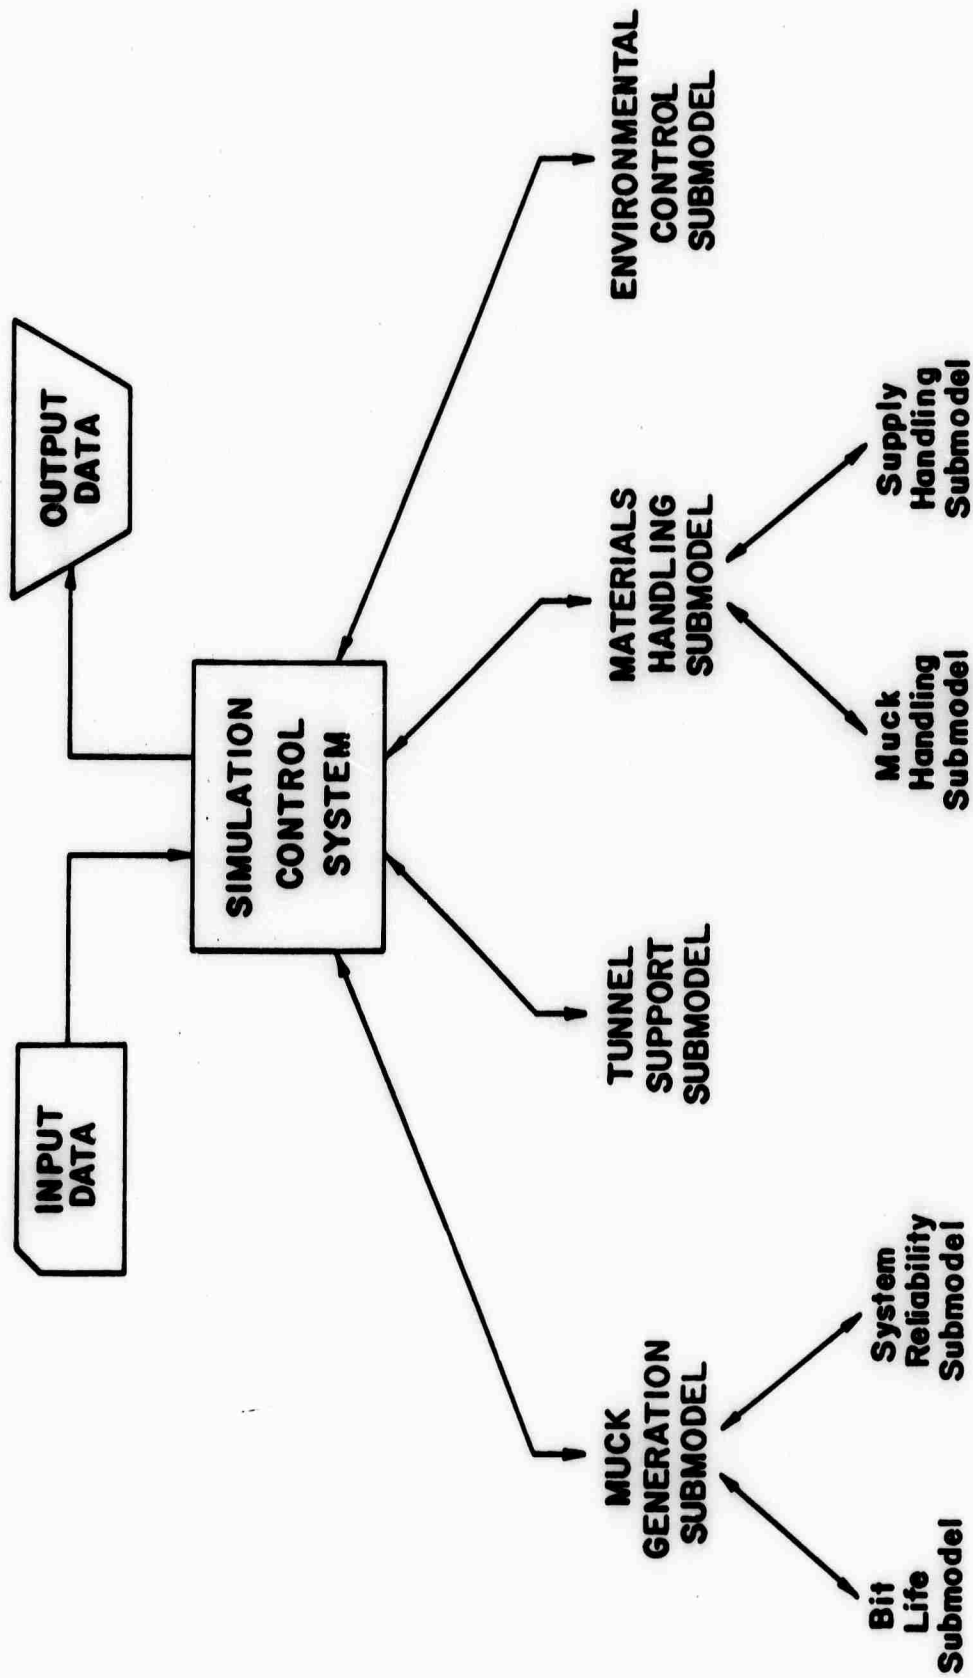 INPUT
DATA
OUTPUT
DATA
SIMULATION
CONTROL
SYSTEM
MUCK
GENERATION
SUBMODEL
TUNNEL
SUPPORT
SUBMODEL
MATERIALS
HANDLING
SUBMODEL
ENVIRONMENTAL
CONTROL
SUBMODEL
Bit
Life
Submodel
System
Reliability
Submodel
Muck
Handling
Submodel
Supply
Handling
Submodel